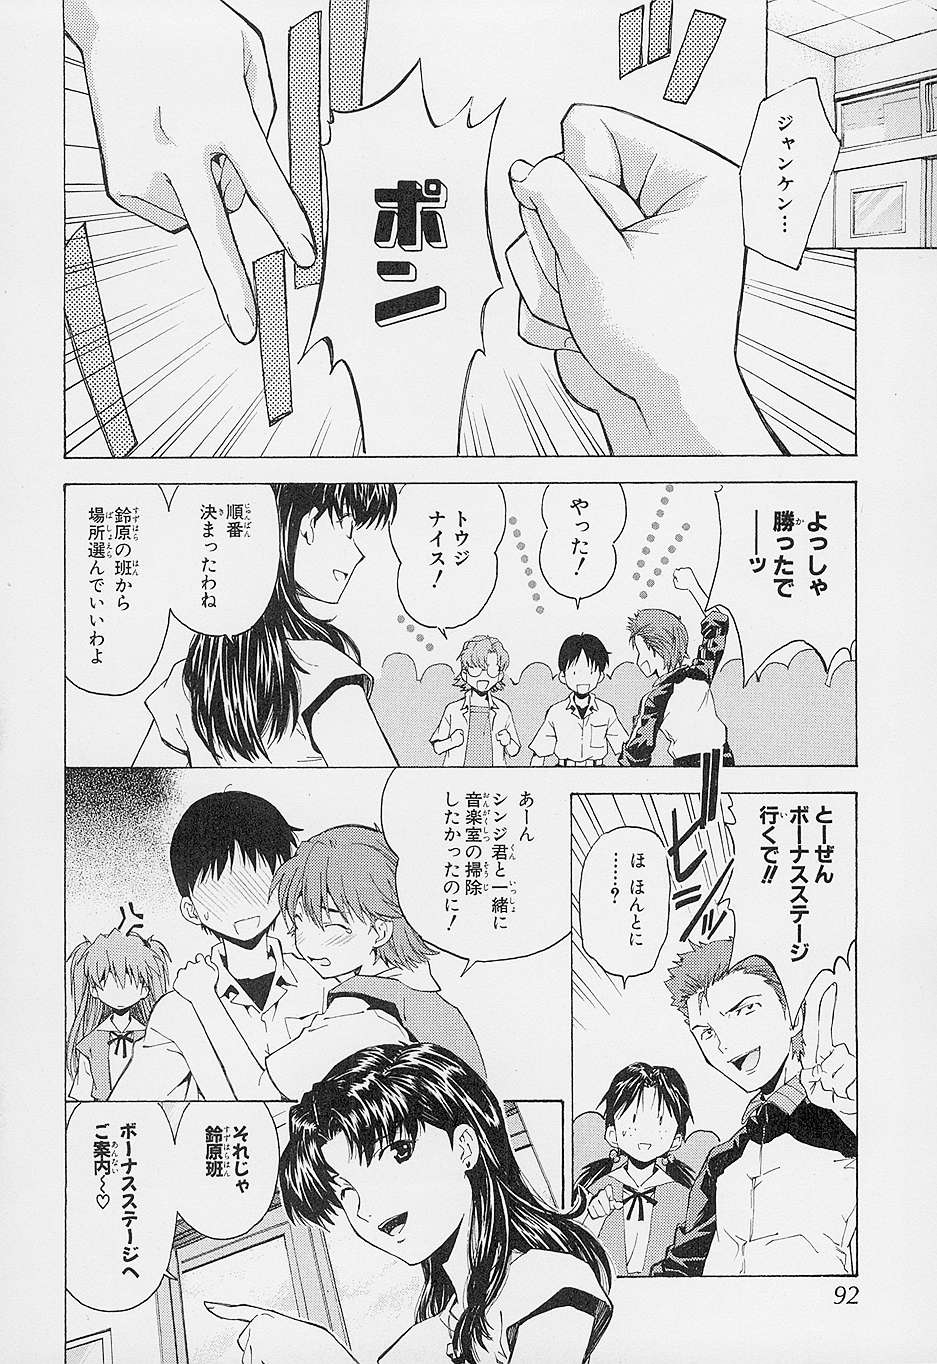 ジャンケン…
ポン
よっしゃ
勝ったで
━━ッ
やった!
トウジ
ナイス!
順番
決まったわね
鈴原の班から
場所選んでいいわよ
とーぜん
ボーナスステージ
行くで!!
ほ ほんとに
……?
ビシッ
あーん
シンジ君と一緒に
音楽室の掃除
したかったのに!
それじゃ
鈴原班
ボーナスステージへ
ご案内〜♡
92